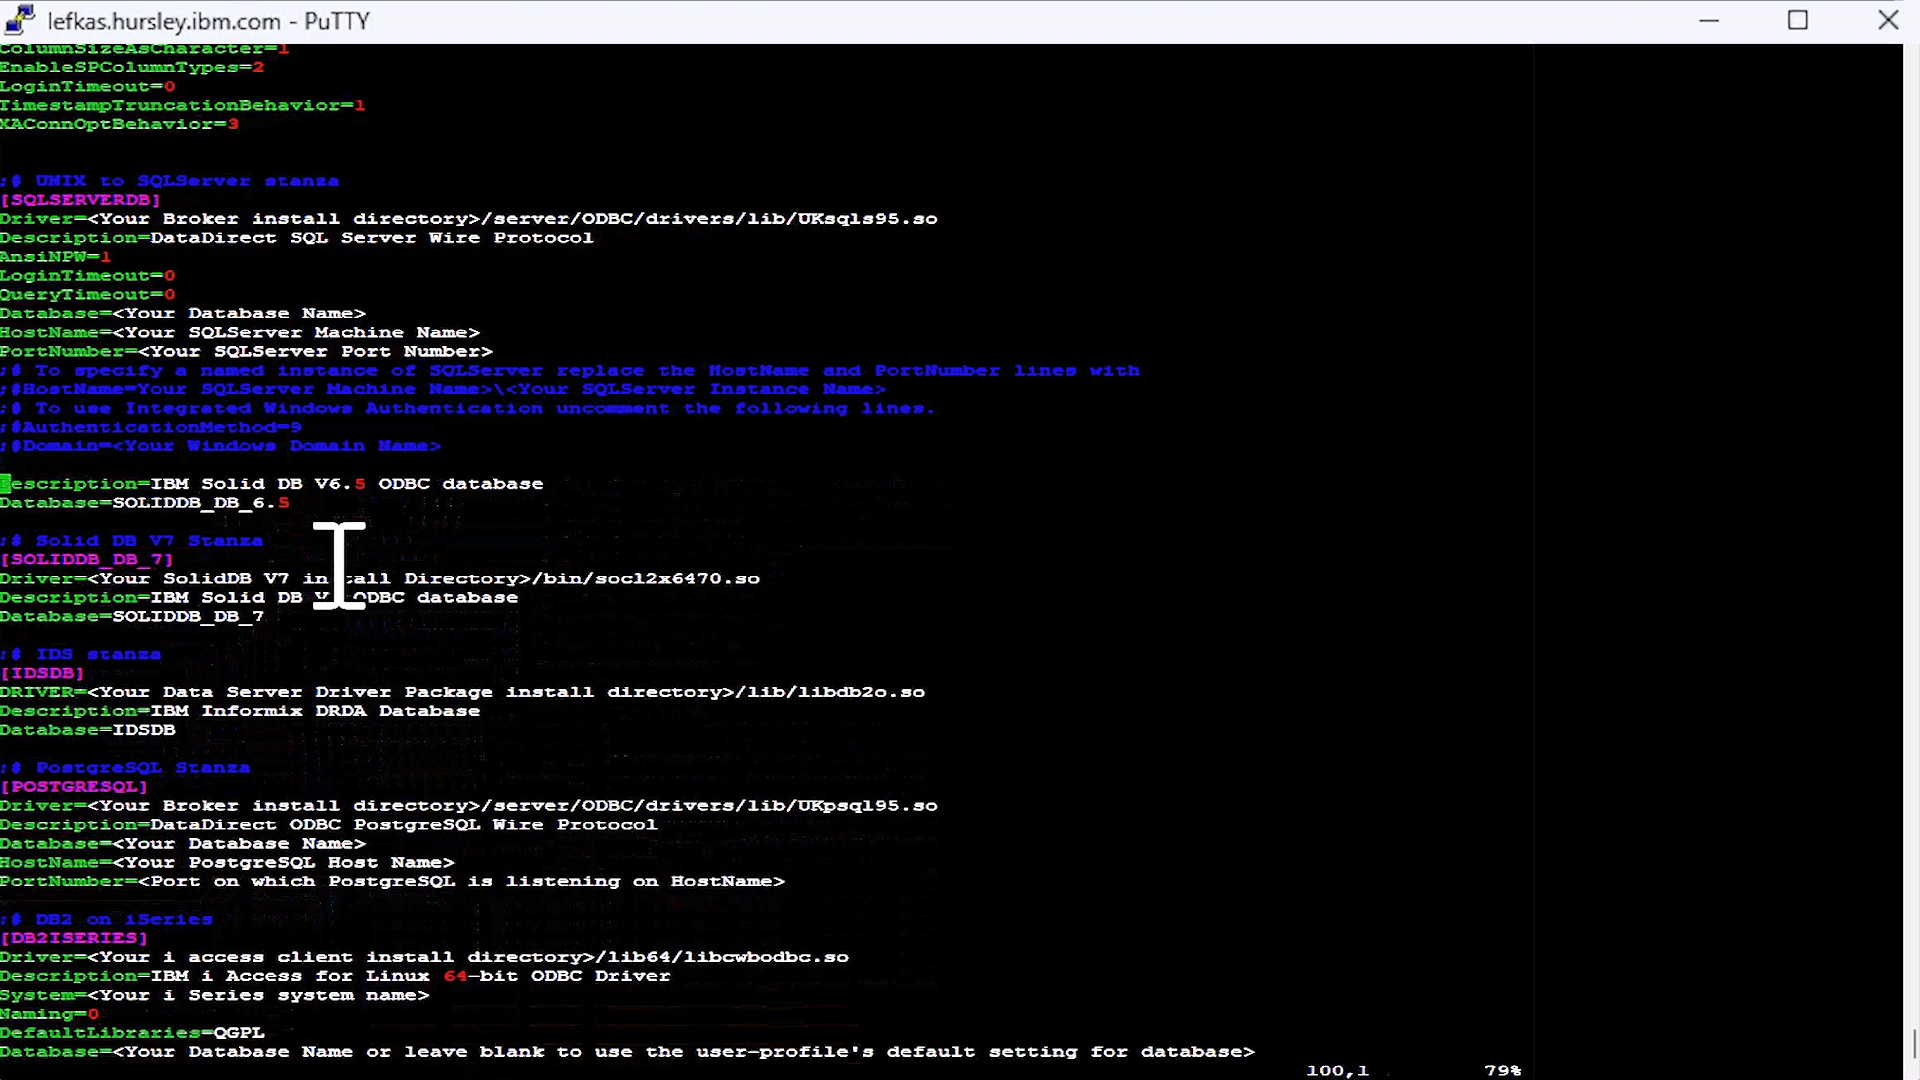 lefkas.hursley.ibm.com - PuTTY
ColumnSizeAsCharacter=1
EnableSPColumnTypes=2
LoginTimeout=0
TimestampTruncationBehavior=1
XAConnOptBehavior=3
;# UNIX to SQLServer stanza
[SQLSERVERDB]
Driver=<Your Broker install directory>/server/ODBC/drivers/lib/UKsqls95.so
Description=DataDirect SQL Server Wire Protocol
AnsiNPW=1
LoginTimeout=0
QueryTimeout=0
Database=<Your Database Name>
HostName=<Your SQLServer Machine Name>
PortNumber=<Your SQLServer Port Number>
;# To specify a named instance of SQLServer replace the HostName and PortNumber lines with
;#HostName=Your SQLServer Machine Name>\<Your SQLServer Instance Name>
;# To use Integrated Windows Authentication uncomment the following lines.
;#AuthenticationMethod=9
;#Domain=<Your Windows Domain Name>
Description=IBM Solid DB V6.5 ODBC database
Database=SOLIDDB_DB_6.5
;# Solid DB V7 Stanza
[SOLIDDB_DB_7]
Driver=<Your SolidDB V7 install Directory>/bin/socl2x6470.so
Description=IBM Solid DB V7 ODBC database
Database=SOLIDDB_DB_7
;# IDS stanza
[IDSDB]
DRIVER=<Your Data Server Driver Package install directory>/lib/libdb2o.so
Description=IBM Informix DRDA Database
Database=IDSDB
;# PostgreSQL Stanza
[POSTGRESQL]
Driver=<Your Broker install directory>/server/ODBC/drivers/lib/UKpsql95.so
Description=DataDirect ODBC PostgreSQL Wire Protocol
Database=<Your Database Name>
HostName=<Your PostgreSQL Host Name>
PortNumber=<Port on which PostgreSQL is listening on HostName>
;# DB2 on iSeries
[DB2ISERIES]
Driver=<Your i access client install directory>/lib64/libcwbodbc.so
Description=IBM i Access for Linux 64-bit ODBC Driver
System=<Your i Series system name>
Naming=0
DefaultLibraries=QGPL
Database=<Your Database Name or leave blank to use the user-profile's default setting for database>
100,1 79%